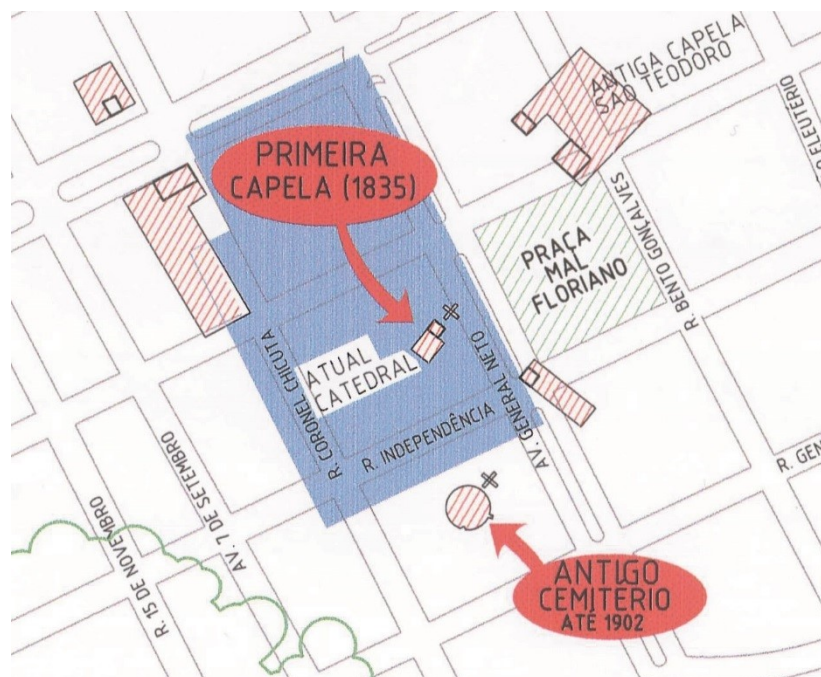 ANTIGA CAPELA
SÃO TEODORO
PRIMEIRA
CAPELA (1835)
PRAÇA
MAL
FLORIANO
R. BENTO GONÇALVES
ELEUTÉRIO
ATUAL
CATEDRAL
R. CORONEL CHICUTA
AV. GENERAL NETO
R. INDEPENDÊNCIA
R. GEN
AV. 7 DE SETEMBRO
R. 15 DE NOVEMBRO
ANTIGO
CEMITÉRIO
ATÉ 1902